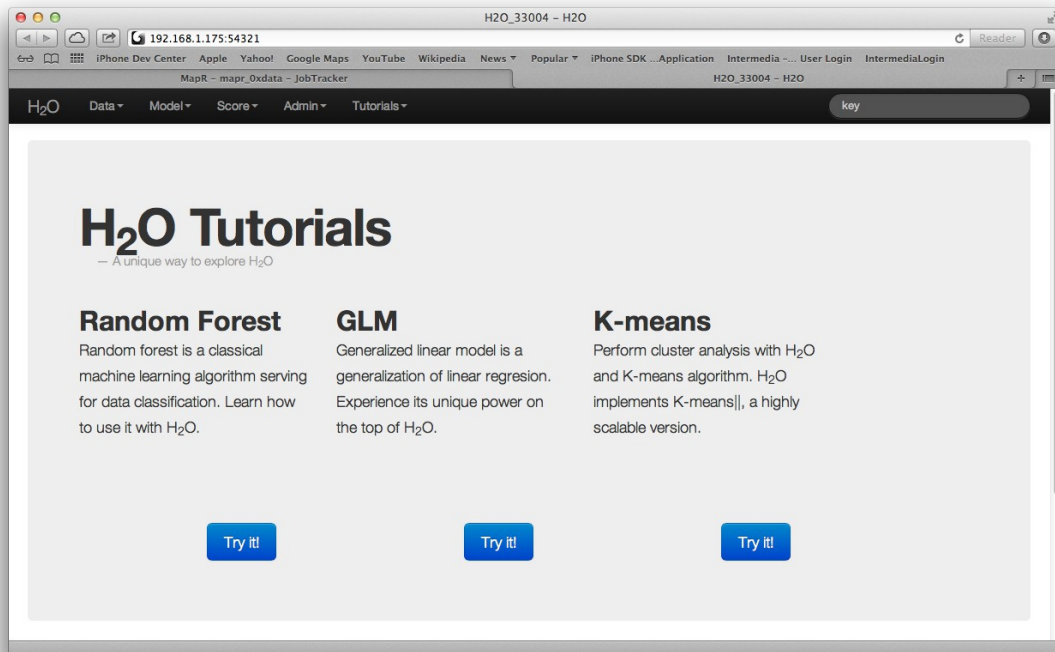 H2O_33004 – H2O
192.168.1.175:54321
Reader
iPhone Dev Center Apple Yahoo! Google Maps YouTube Wikipedia News Popular iPhone SDK ...Application Intermedia -... User Login IntermediaLogin
MapR – mapr_0xdata – JobTracker
H2O_33004 – H2O
H₂O Data Model Score Admin Tutorials
key
H₂O Tutorials
— A unique way to explore H₂O
Random Forest
Random forest is a classical
machine learning algorithm serving
for data classification. Learn how
to use it with H₂O.
Try it!
GLM
Generalized linear model is a
generalization of linear regresion.
Experience its unique power on
the top of H₂O.
Try it!
K-means
Perform cluster analysis with H₂O
and K-means algorithm. H₂O
implements K-means||, a highly
scalable version.
Try it!